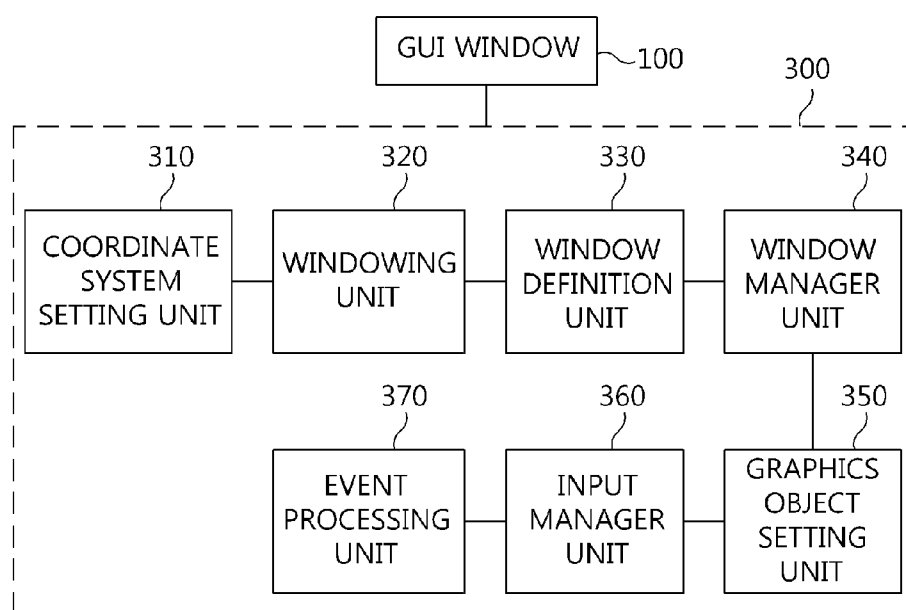 GUI WINDOW
100
300
310
320
330
340
COORDINATE
SYSTEM
SETTING UNIT
WINDOWING
UNIT
WINDOW
DEFINITION
UNIT
WINDOW
MANAGER
UNIT
370
360
350
EVENT
PROCESSING
UNIT
INPUT
MANAGER
UNIT
GRAPHICS
OBJECT
SETTING
UNIT